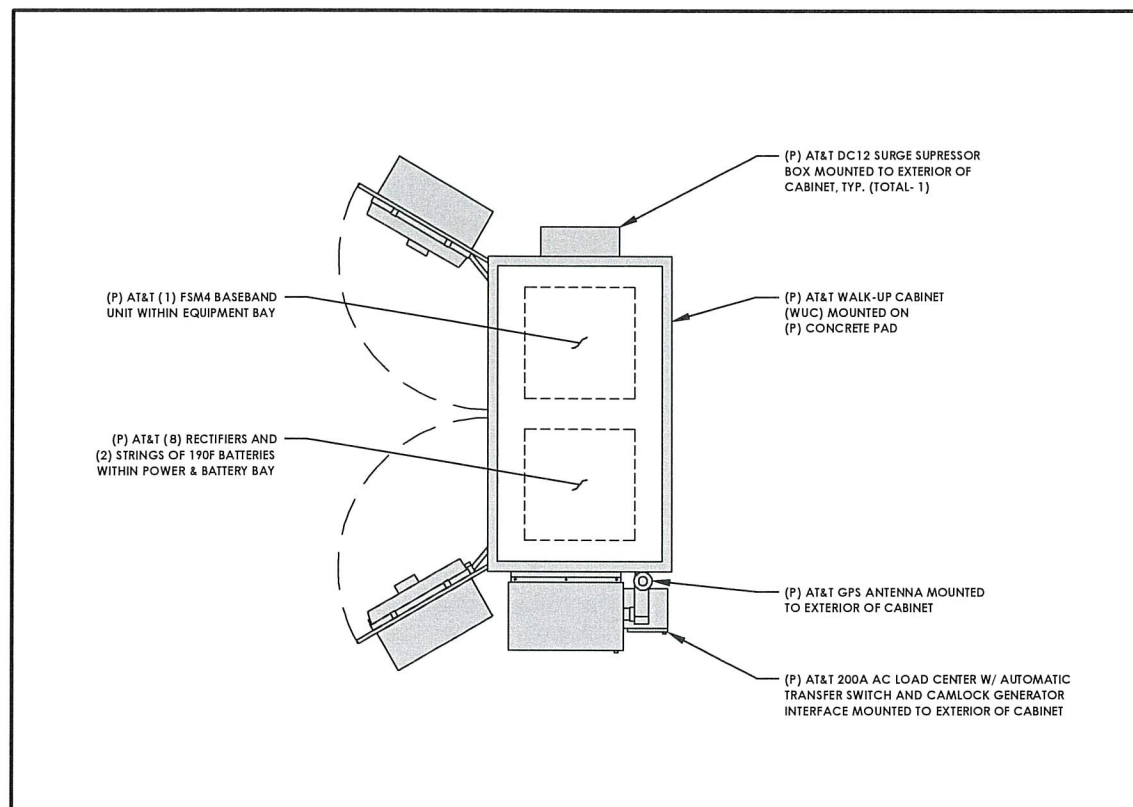 (P) AT&T DC12 SURGE SUPRESSOR
BOX MOUNTED TO EXTERIOR OF
CABINET, TYP. (TOTAL- 1)
(P) AT&T (1) FSM4 BASEBAND
UNIT WITHIN EQUIPMENT BAY
(P) AT&T WALK-UP CABINET
(WUC) MOUNTED ON
(P) CONCRETE PAD
(P) AT&T (8) RECTIFIERS AND
(2) STRINGS OF 190F BATTERIES
WITHIN POWER & BATTERY BAY
(P) AT&T GPS ANTENNA MOUNTED
TO EXTERIOR OF CABINET
(P) AT&T 200A AC LOAD CENTER W/ AUTOMATIC
TRANSFER SWITCH AND CAMLOCK GENERATOR
INTERFACE MOUNTED TO EXTERIOR OF CABINET